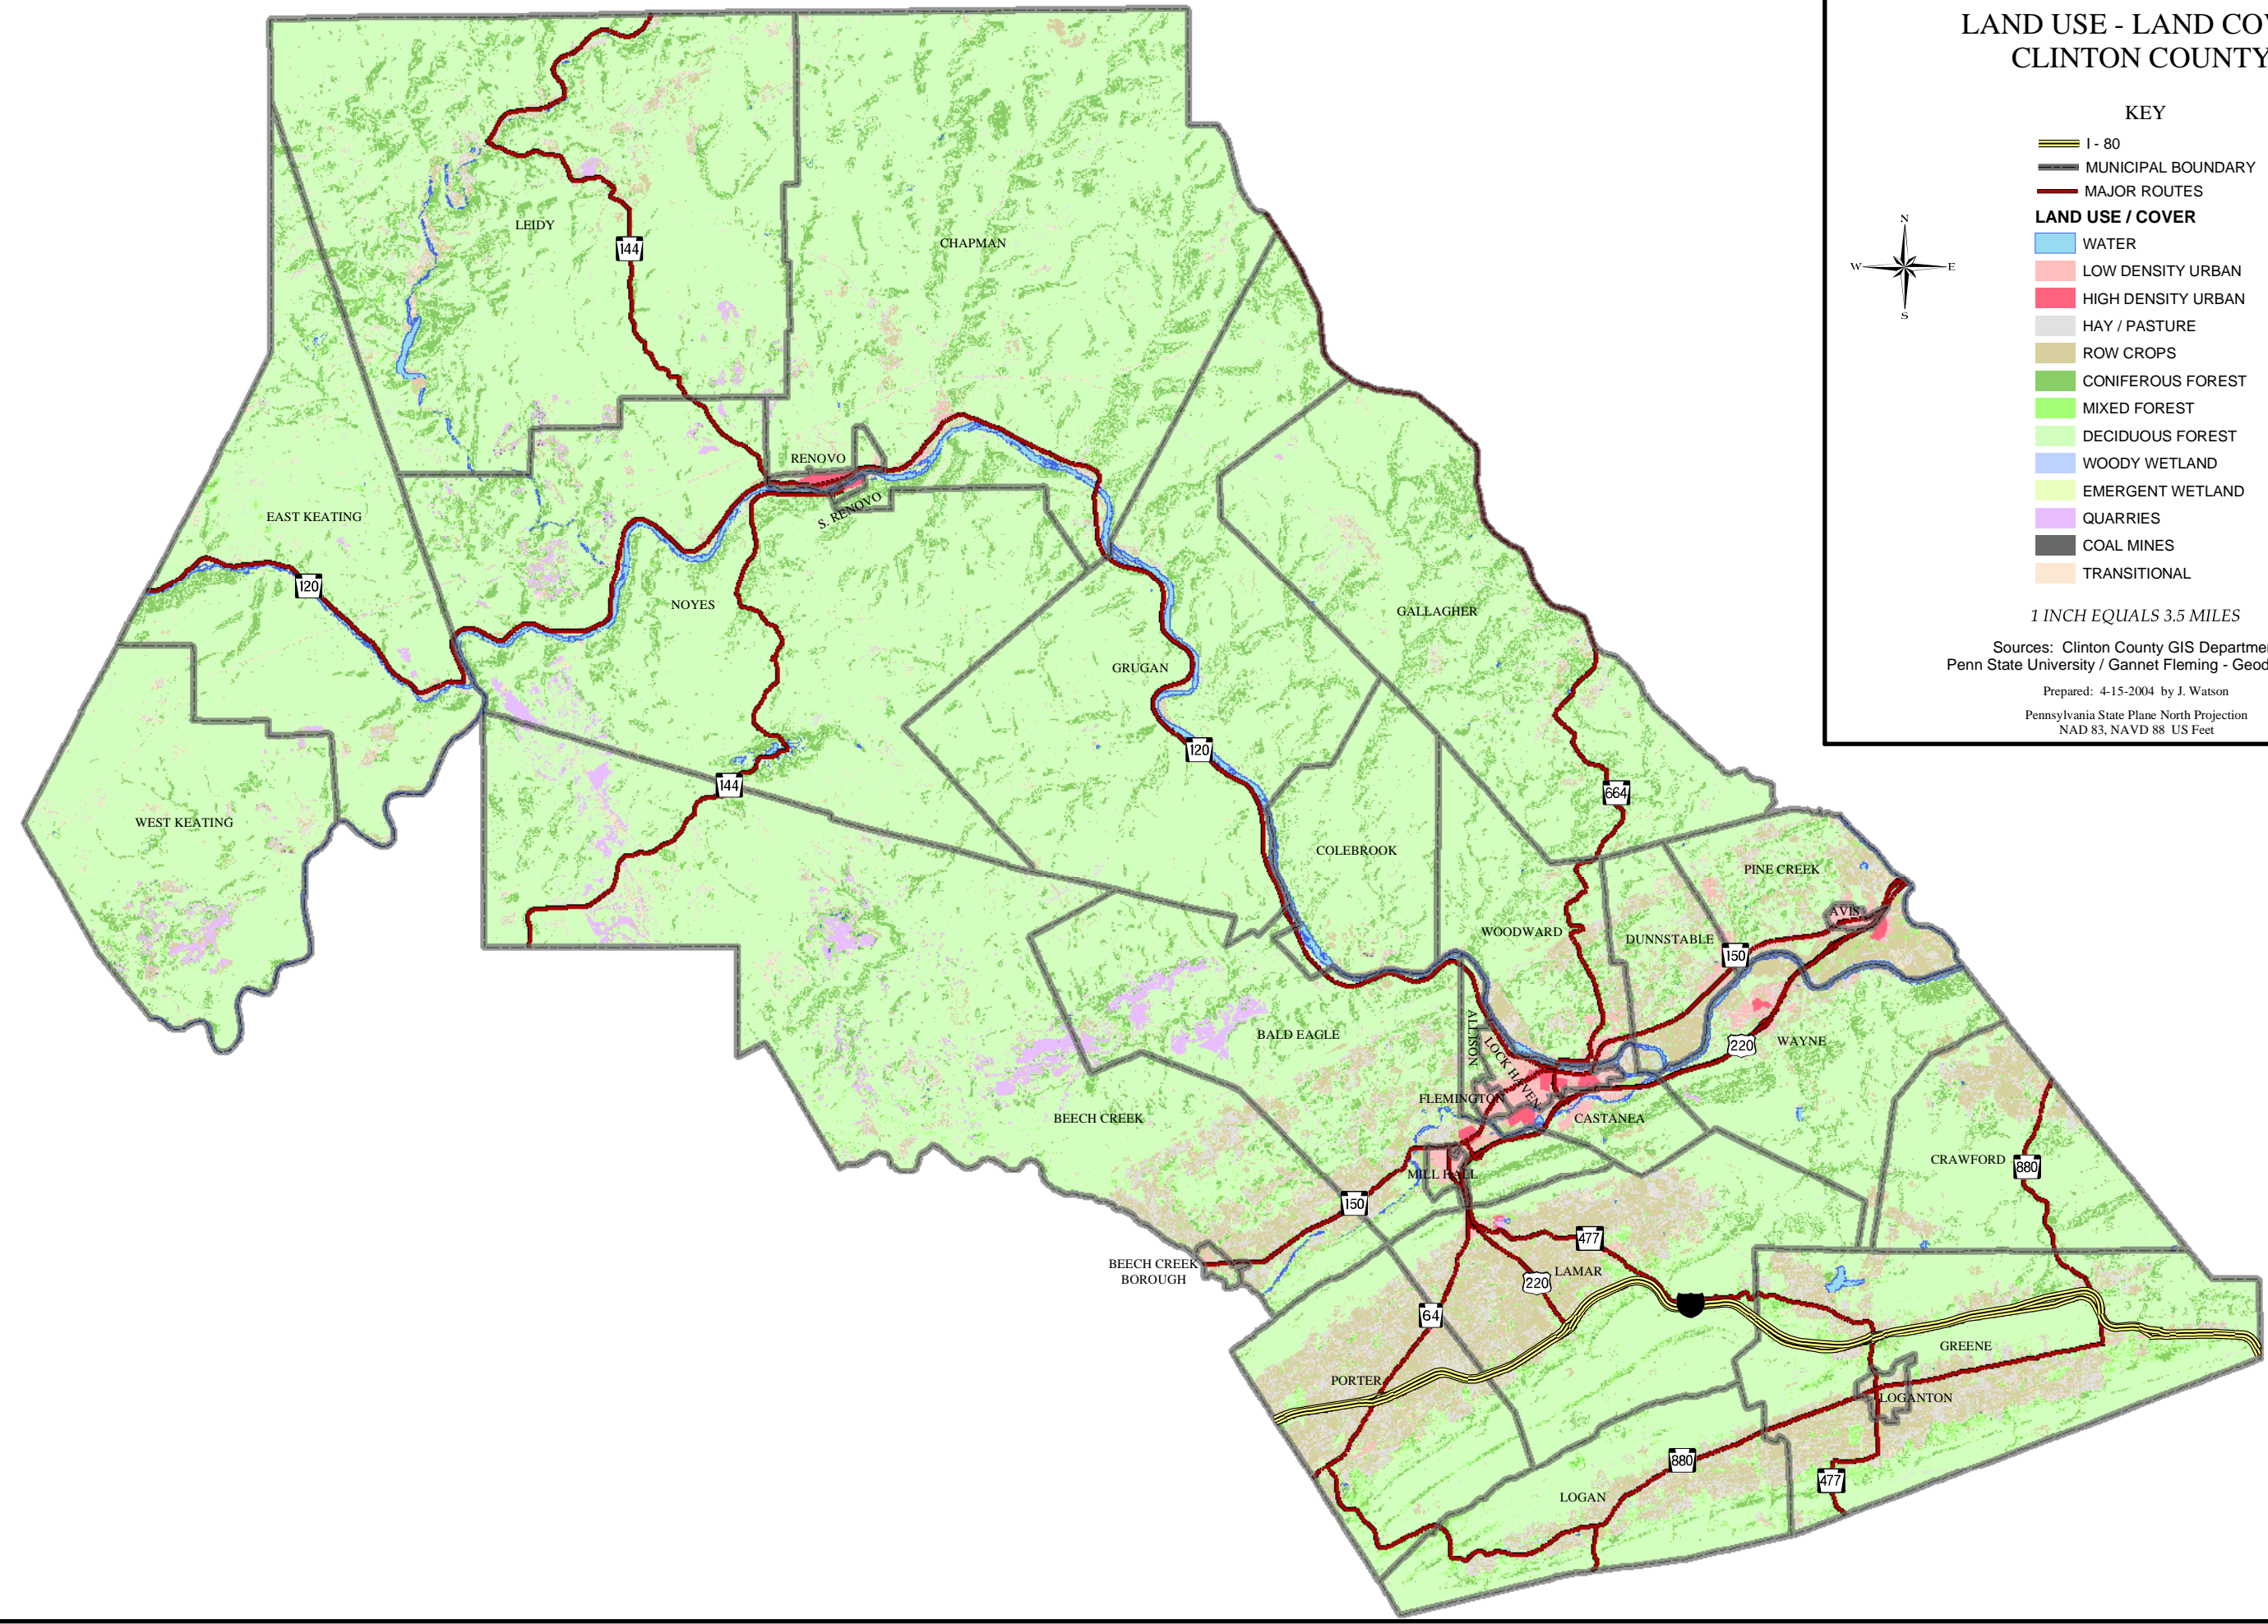 LAND USE - LAND CO
CLINTON COUNTY
KEY
I - 80
MUNICIPAL BOUNDARY
MAJOR ROUTES
LAND USE / COVER
WATER
LOW DENSITY URBAN
HIGH DENSITY URBAN
HAY / PASTURE
ROW CROPS
CONIFEROUS FOREST
MIXED FOREST
DECIDUOUS FOREST
WOODY WETLAND
EMERGENT WETLAND
QUARRIES
COAL MINES
TRANSITIONAL
N
W
E
S
1 INCH EQUALS 3.5 MILES
Sources: Clinton County GIS Departme
Penn State University / Gannet Fleming - Geod
Prepared: 4-15-2004 by J. Watson
Pennsylvania State Plane North Projection
NAD 83, NAVD 88 US Feet
LEIDY
144
CHAPMAN
RENOVO
S. RENOVO
EAST KEATING
120
NOYES
GALLAGHER
GRUGAN
120
144
664
WEST KEATING
COLEBROOK
PINE CREEK
AVIS
WOODWARD
DUNNSTABLE
150
BALD EAGLE
ALLISON
LOCK HAVEN
220
WAYNE
FLEMINGTON
CASTANEA
BEECH CREEK
MILL HALL
CRAWFORD
880
150
477
BEECH CREEK
BOROUGH
LAMAR
220
64
GREENE
PORTER
LOGANTON
880
477
LOGAN